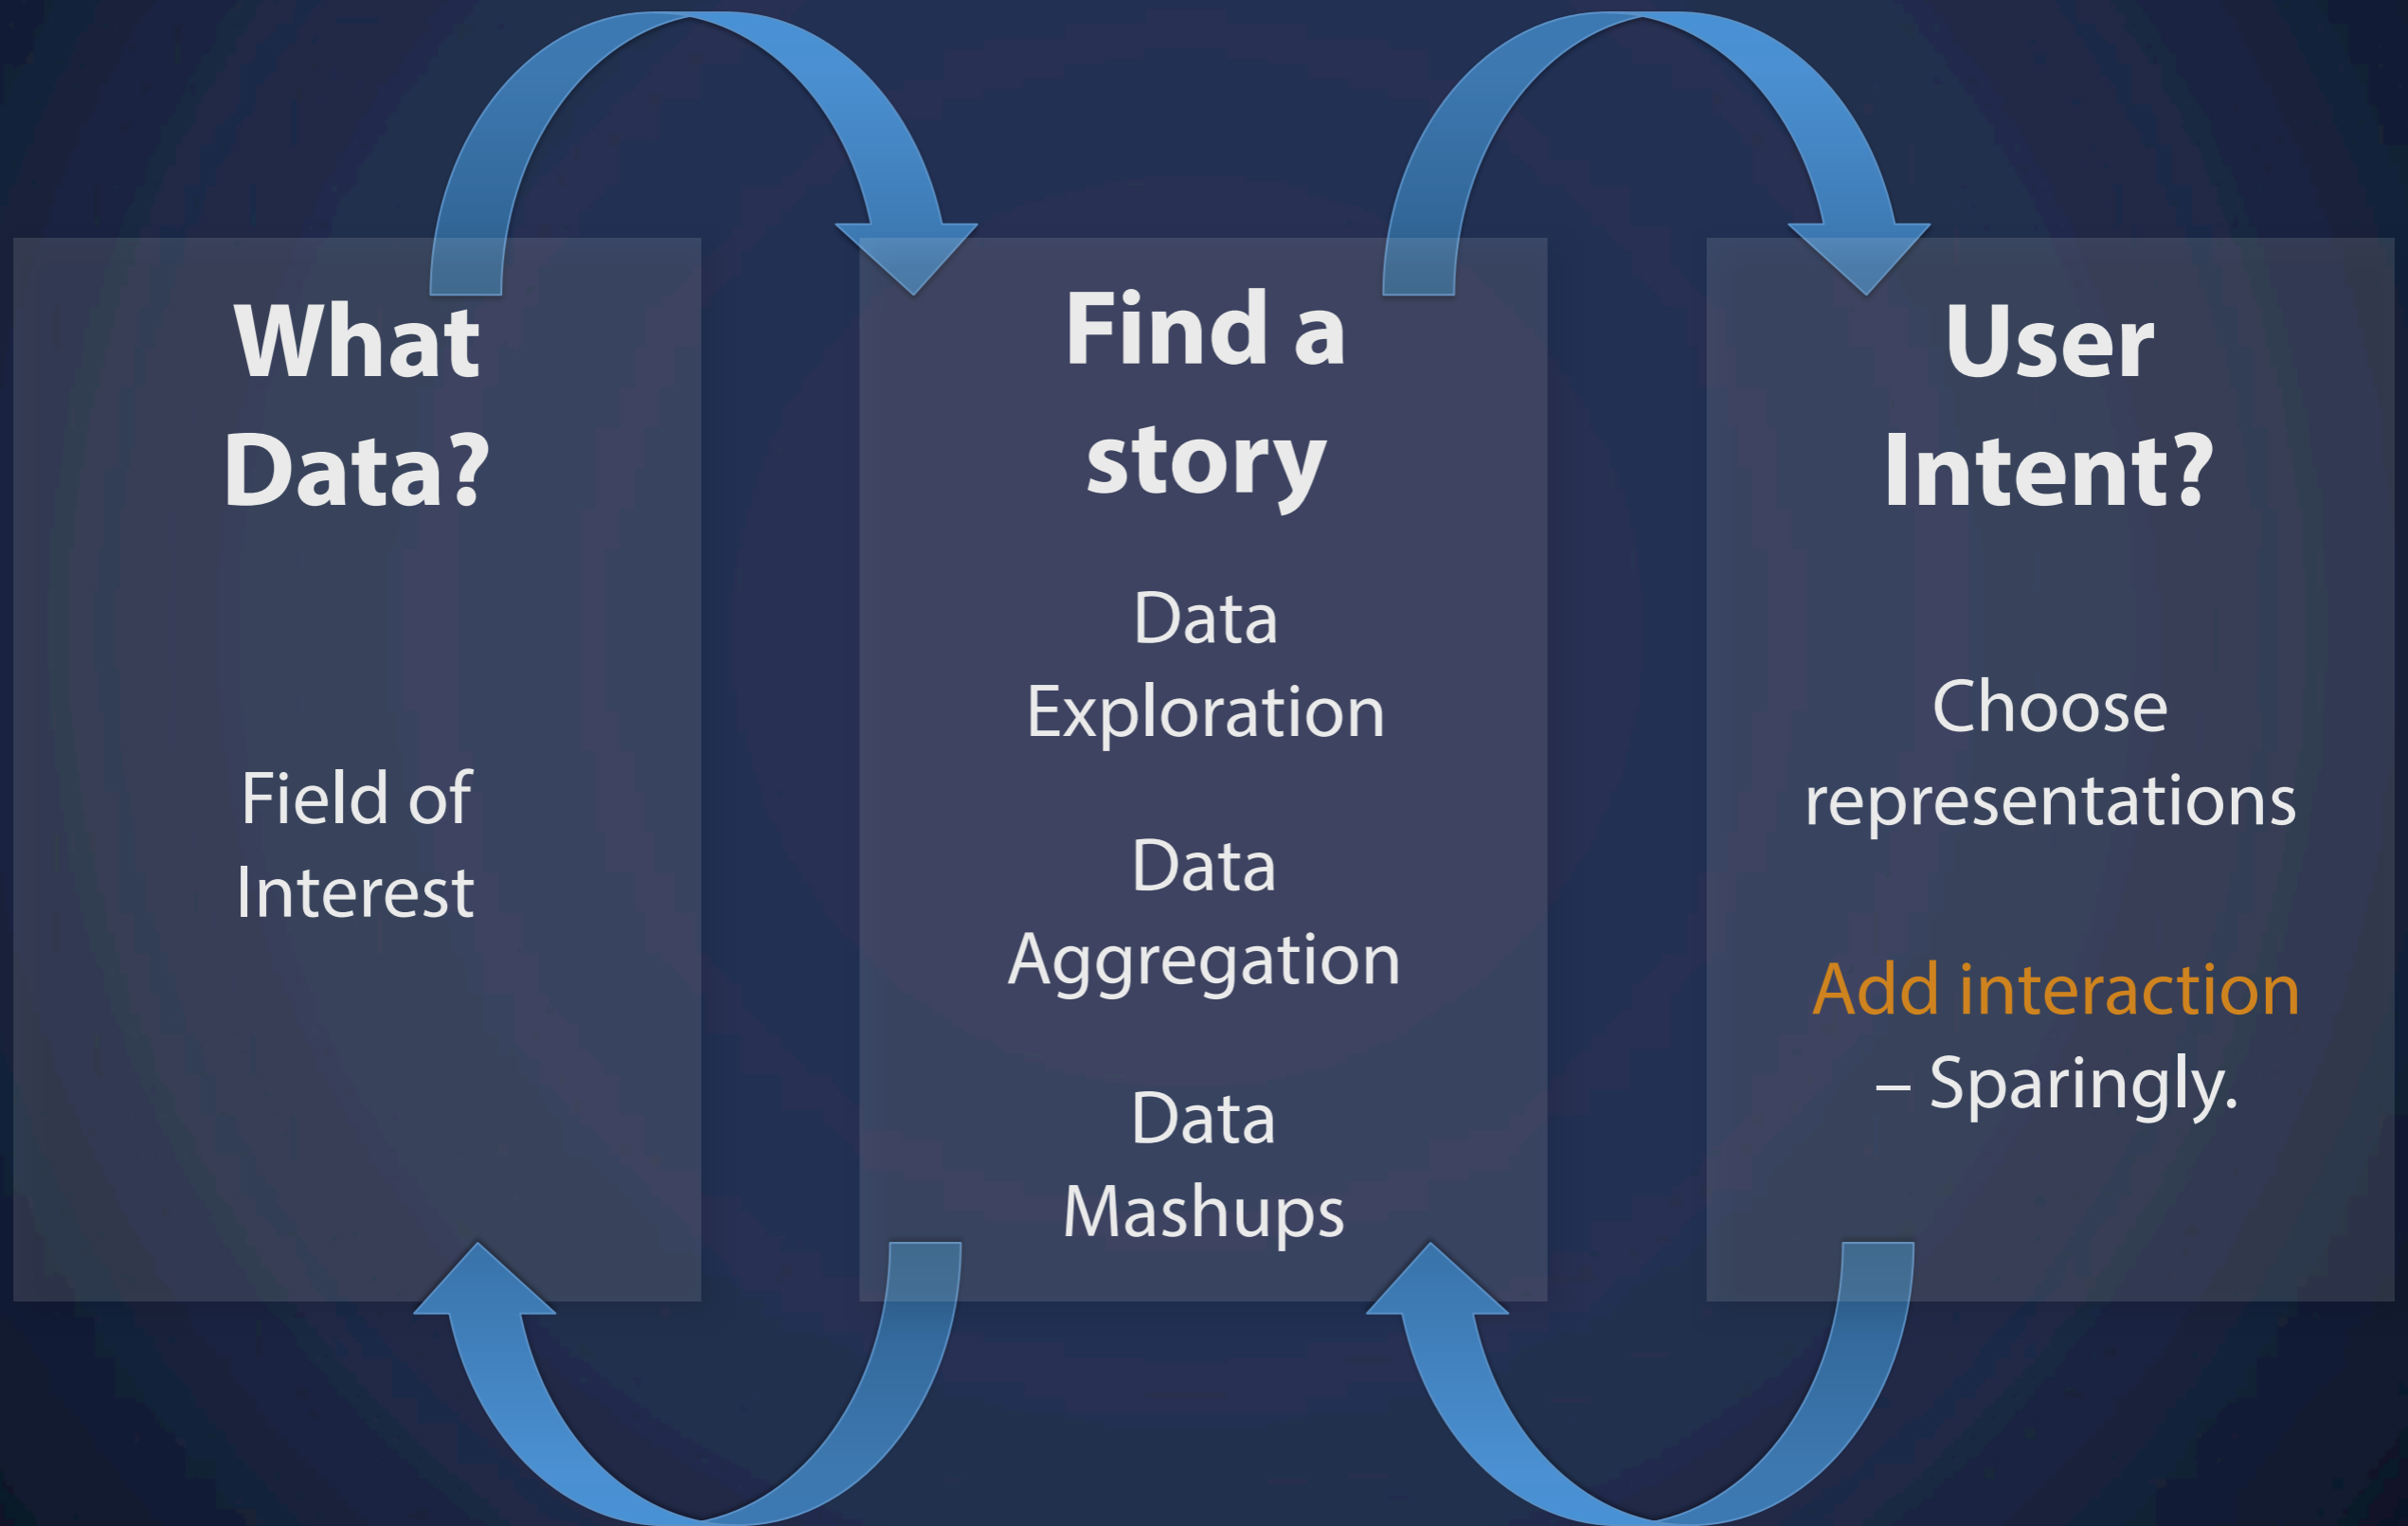 What
Data?
Field of
Interest
Find a
story
Data
Exploration
Data
Aggregation
Data
Mashups
User
Intent?
Choose
representations
Add interaction
– Sparingly.